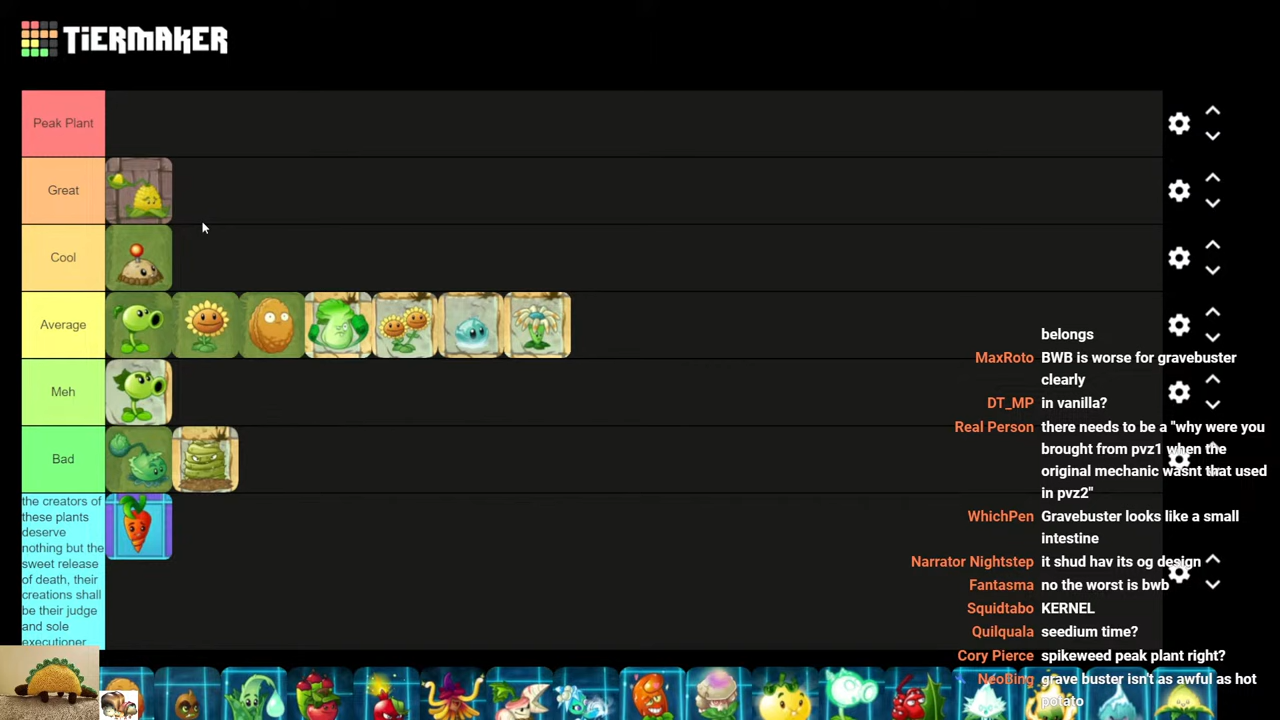 TIERMAKER
Peak Plant
Great
Cool
Average
Meh
Bad
the creators of
these plants
deserve
nothing but the
sweet release
of death, their
creations shall
be their judge
and sole
executioner
belongs
MaxRoto BWB is worse for gravebuster
clearly
DT_MP in vanilla?
Real Person there needs to be a "why were you
brought from pvz1 when the
original mechanic wasnt that used
in pvz2"
WhichPen Gravebuster looks like a small
intestine
Narrator Nightstep it shud hav its og design
Fantasma no the worst is bwb
Squidtabo KERNEL
Quilquala seedium time?
Cory Pierce spikeweed peak plant right?
NeoBing grave buster isn't as awful as hot
potato